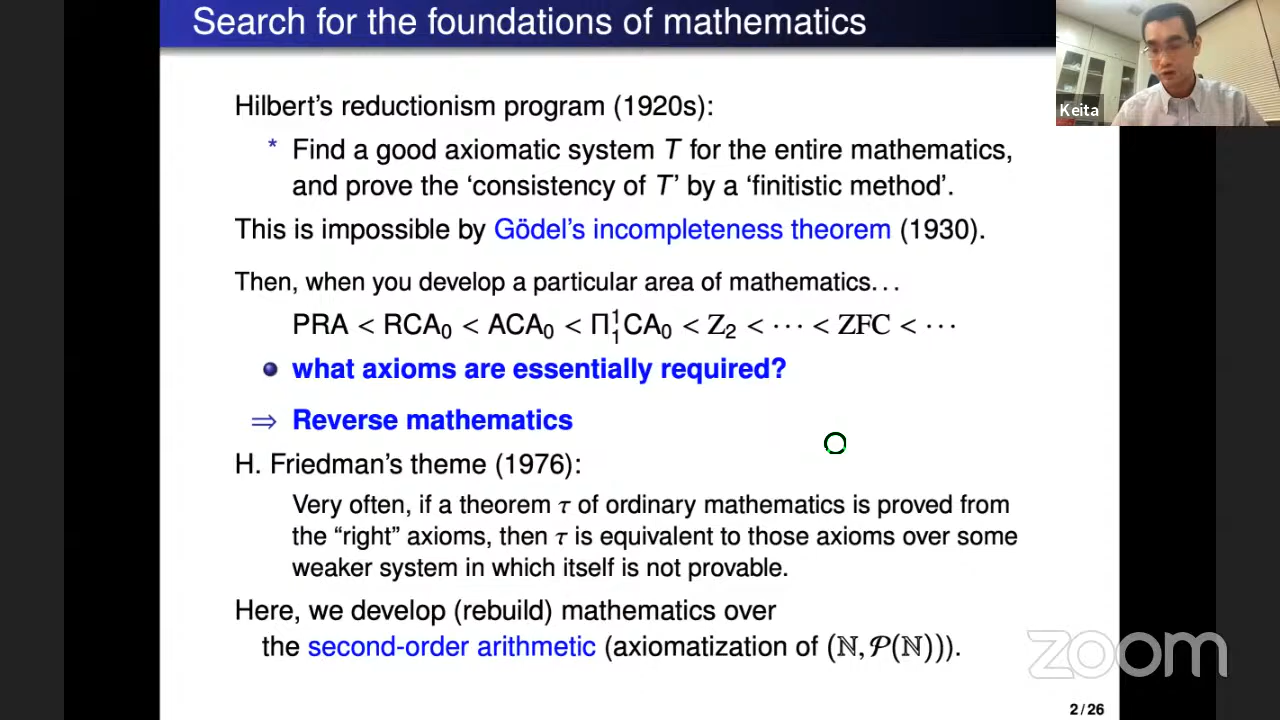 Search for the foundations of mathematics
Keita
Hilbert's reductionism program (1920s):
* Find a good axiomatic system T for the entire mathematics,
and prove the 'consistency of T' by a 'finitistic method'.
This is impossible by Gödel's incompleteness theorem (1930).
Then, when you develop a particular area of mathematics...
PRA < RCA₀ < ACA₀ < Π¹₁CA₀ < Z₂ < ··· < ZFC < ···
what axioms are essentially required?
⇒ Reverse mathematics
H. Friedman's theme (1976):
Very often, if a theorem τ of ordinary mathematics is proved from
the "right" axioms, then τ is equivalent to those axioms over some
weaker system in which itself is not provable.
Here, we develop (rebuild) mathematics over
the second-order arithmetic (axiomatization of (ℕ, 𝒫(ℕ))).
zoom
2 / 26